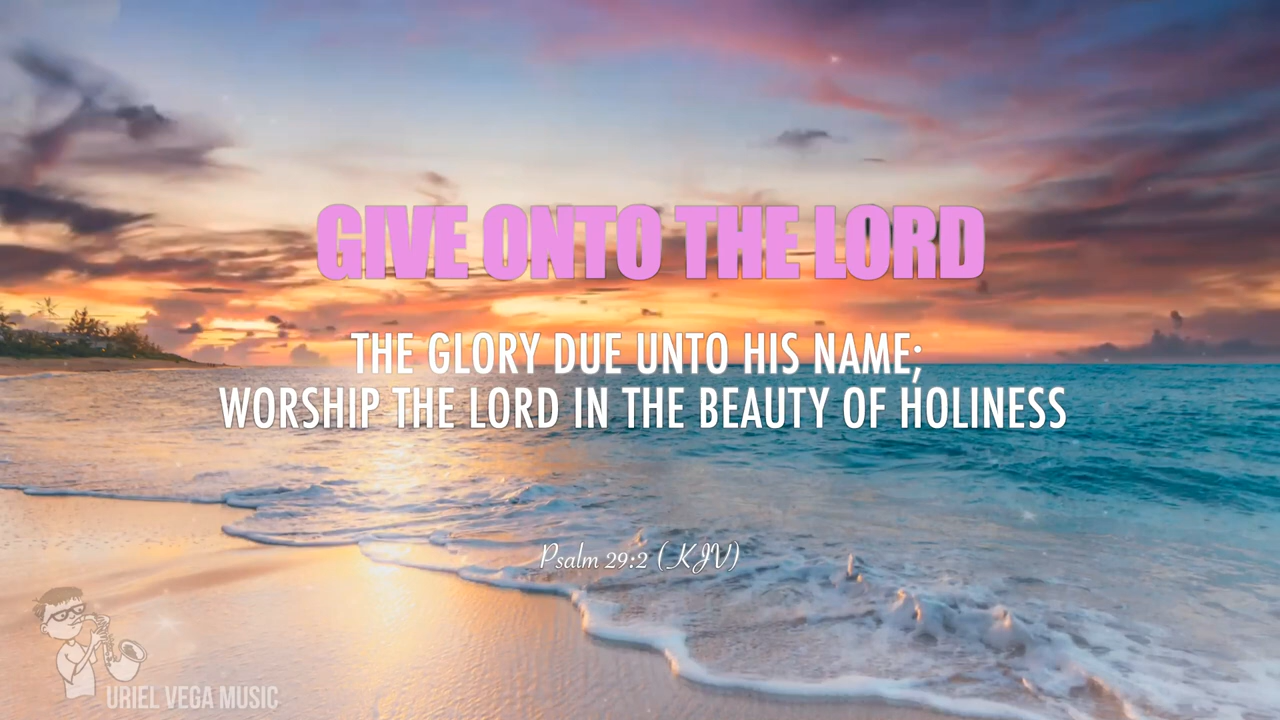 GIVE ONTO THE LORD
THE GLORY DUE UNTO HIS NAME;
WORSHIP THE LORD IN THE BEAUTY OF HOLINESS
Psalm 29:2 (KJV)
URIEL VEGA MUSIC